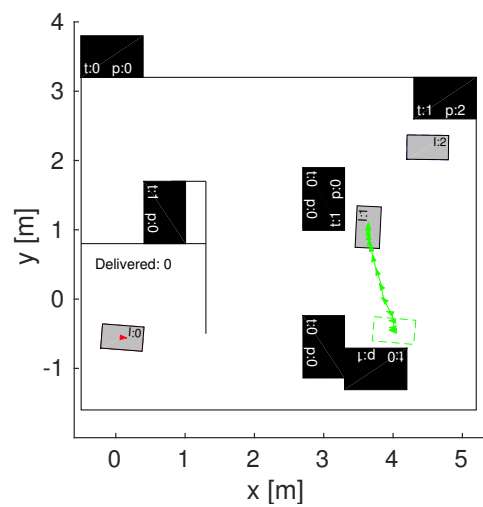 4
3
2
1
0
-1
y [m]
0
1
2
3
4
5
x [m]
t:0 p:0
t:1 p:2
l:2
t:1
p:0
t:0 p:0
t:1
p:0
l:1
Delivered: 0
l:0
t:0
p:0
t:0
p:1